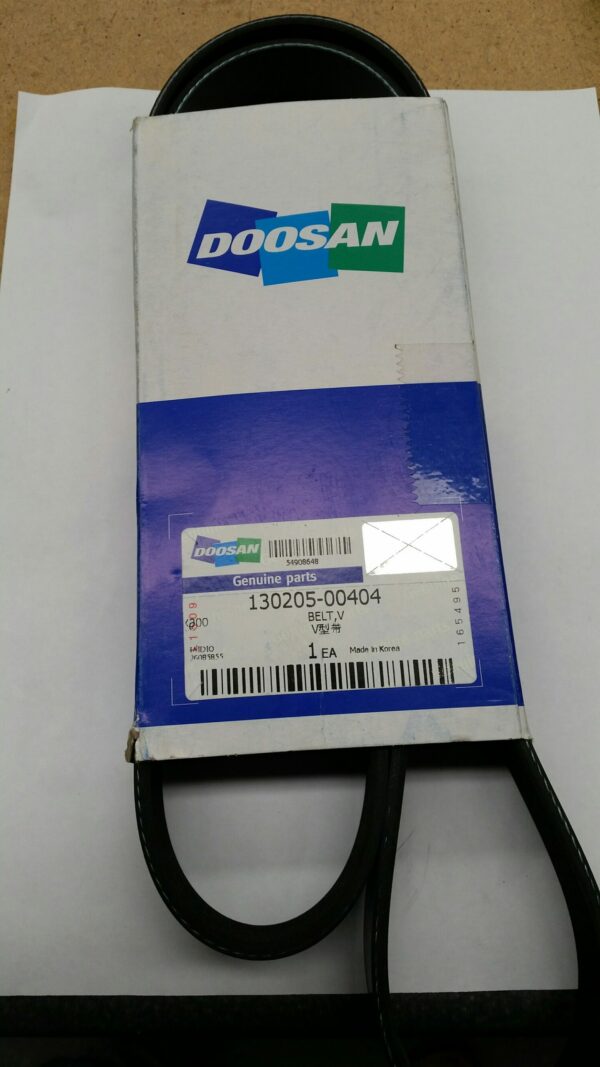 DOOSAN
DOOSAN
54908648
Genuine parts
130205-00404
BELT,V
V型带
1 EA
Made in Korea
165495